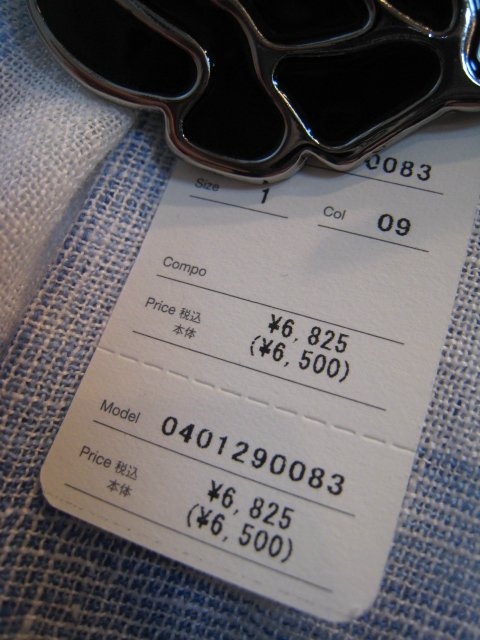 0083
Size 1 Col 09
Compo
Price 税込 ¥6,825
本体 (¥6,500)
Model 0401290083
Price 税込 ¥6,825
本体 (¥6,500)